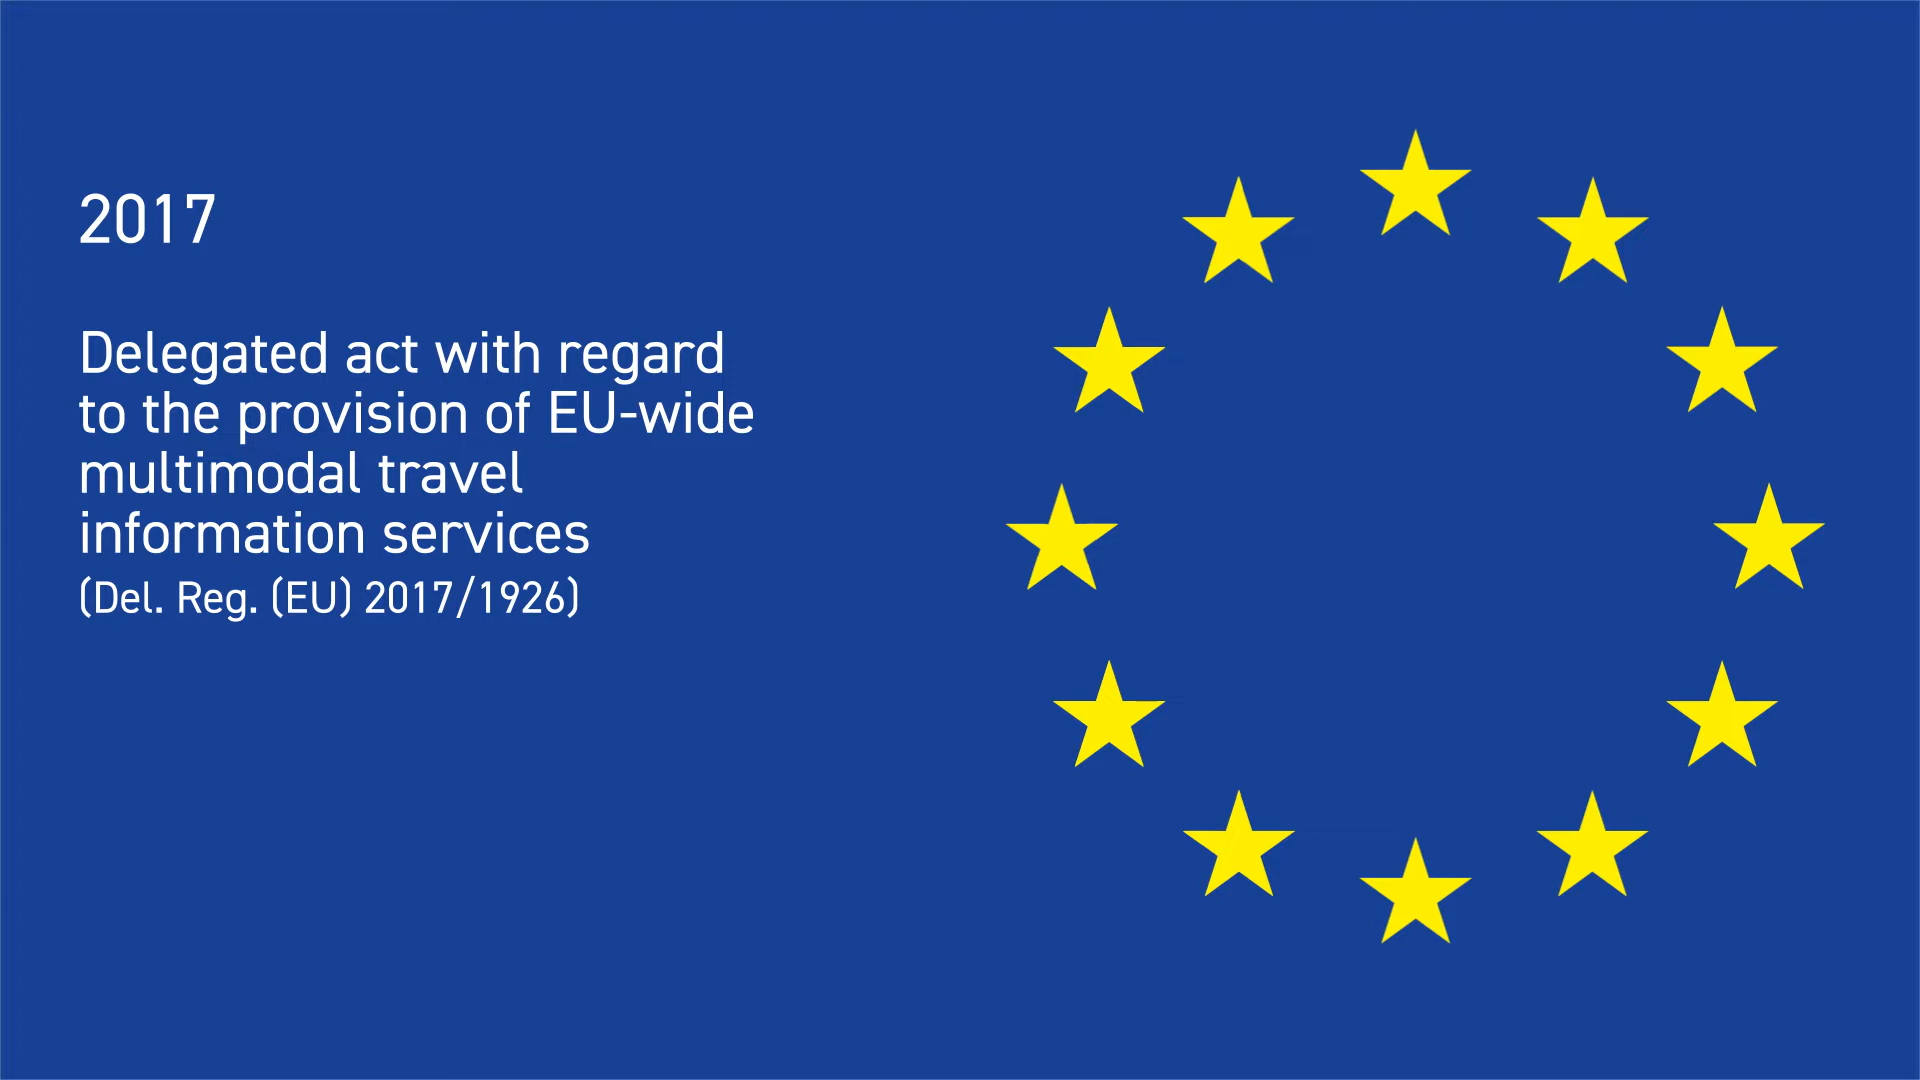 2017
Delegated act with regard
to the provision of EU-wide
multimodal travel
information services
(Del. Reg. (EU) 2017/1926)